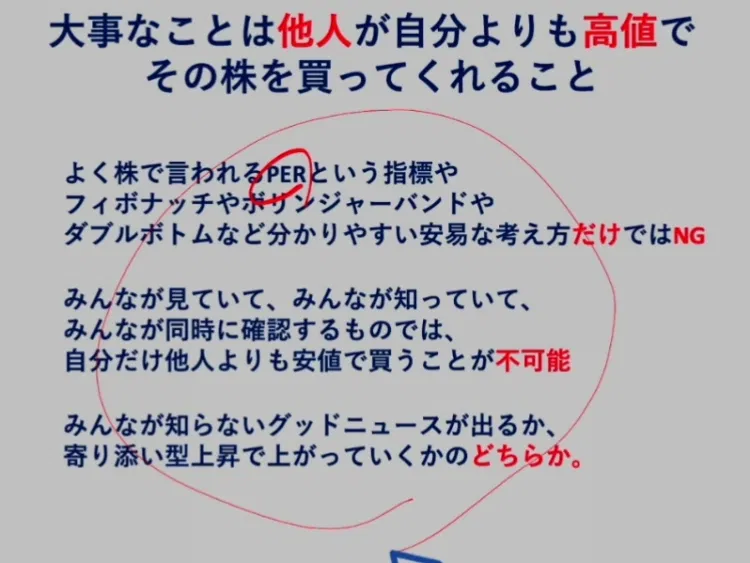 大事なことは他人が自分よりも高値で
その株を買ってくれること
よく株で言われるPERという指標や
フィボナッチやボリンジャーバンドや
ダブルボトムなど分かりやすい安易な考え方だけではNG
みんなが見ていて、みんなが知っていて、
みんなが同時に確認するものでは、
自分だけ他人よりも安値で買うことが不可能
みんなが知らないグッドニュースが出るか、
寄り添い型上昇で上がっていくかのどちらか。